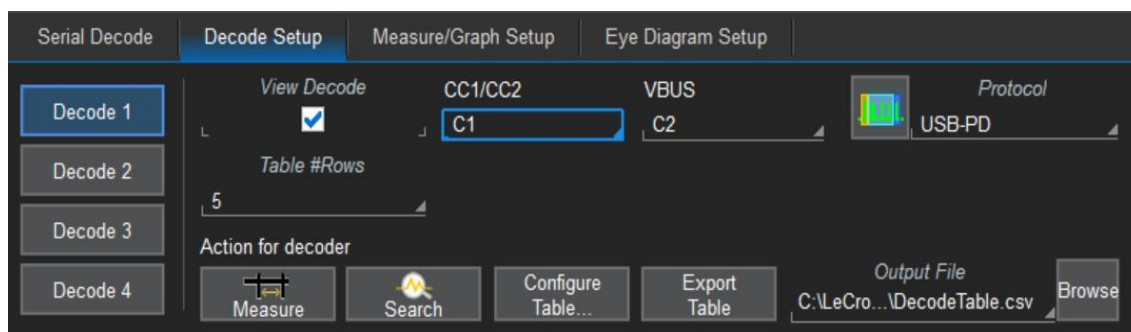 Serial Decode
Decode Setup
Measure/Graph Setup
Eye Diagram Setup
Decode 1
Decode 2
Decode 3
Decode 4
View Decode
CC1/CC2
C1
VBUS
C2
Protocol
USB-PD
Table #Rows
5
Action for decoder
Measure
Search
Configure
Table...
Export
Table
Output File
C:\LeCro...\DecodeTable.csv
Browse